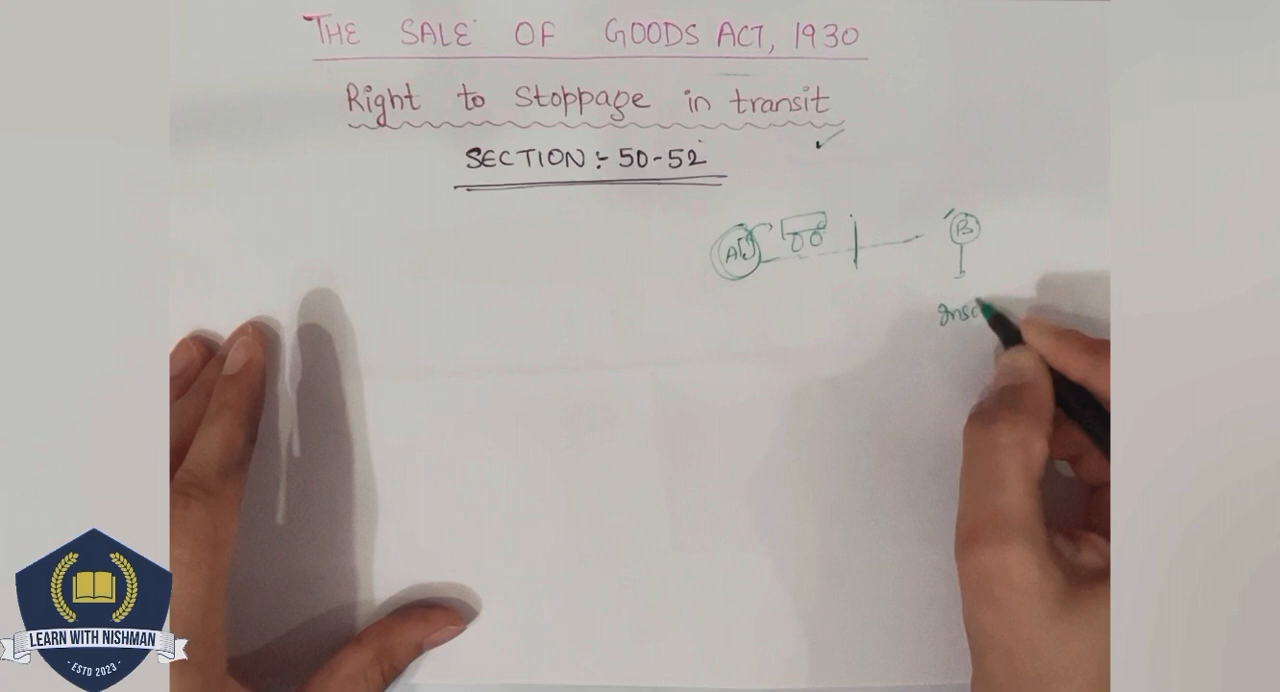 THE SALE OF GOODS ACT, 1930
Right to Stoppage in transit
SECTION :- 50-52
A B
Inso
LEARN WITH NISHMAN
- ESTD 2023 -